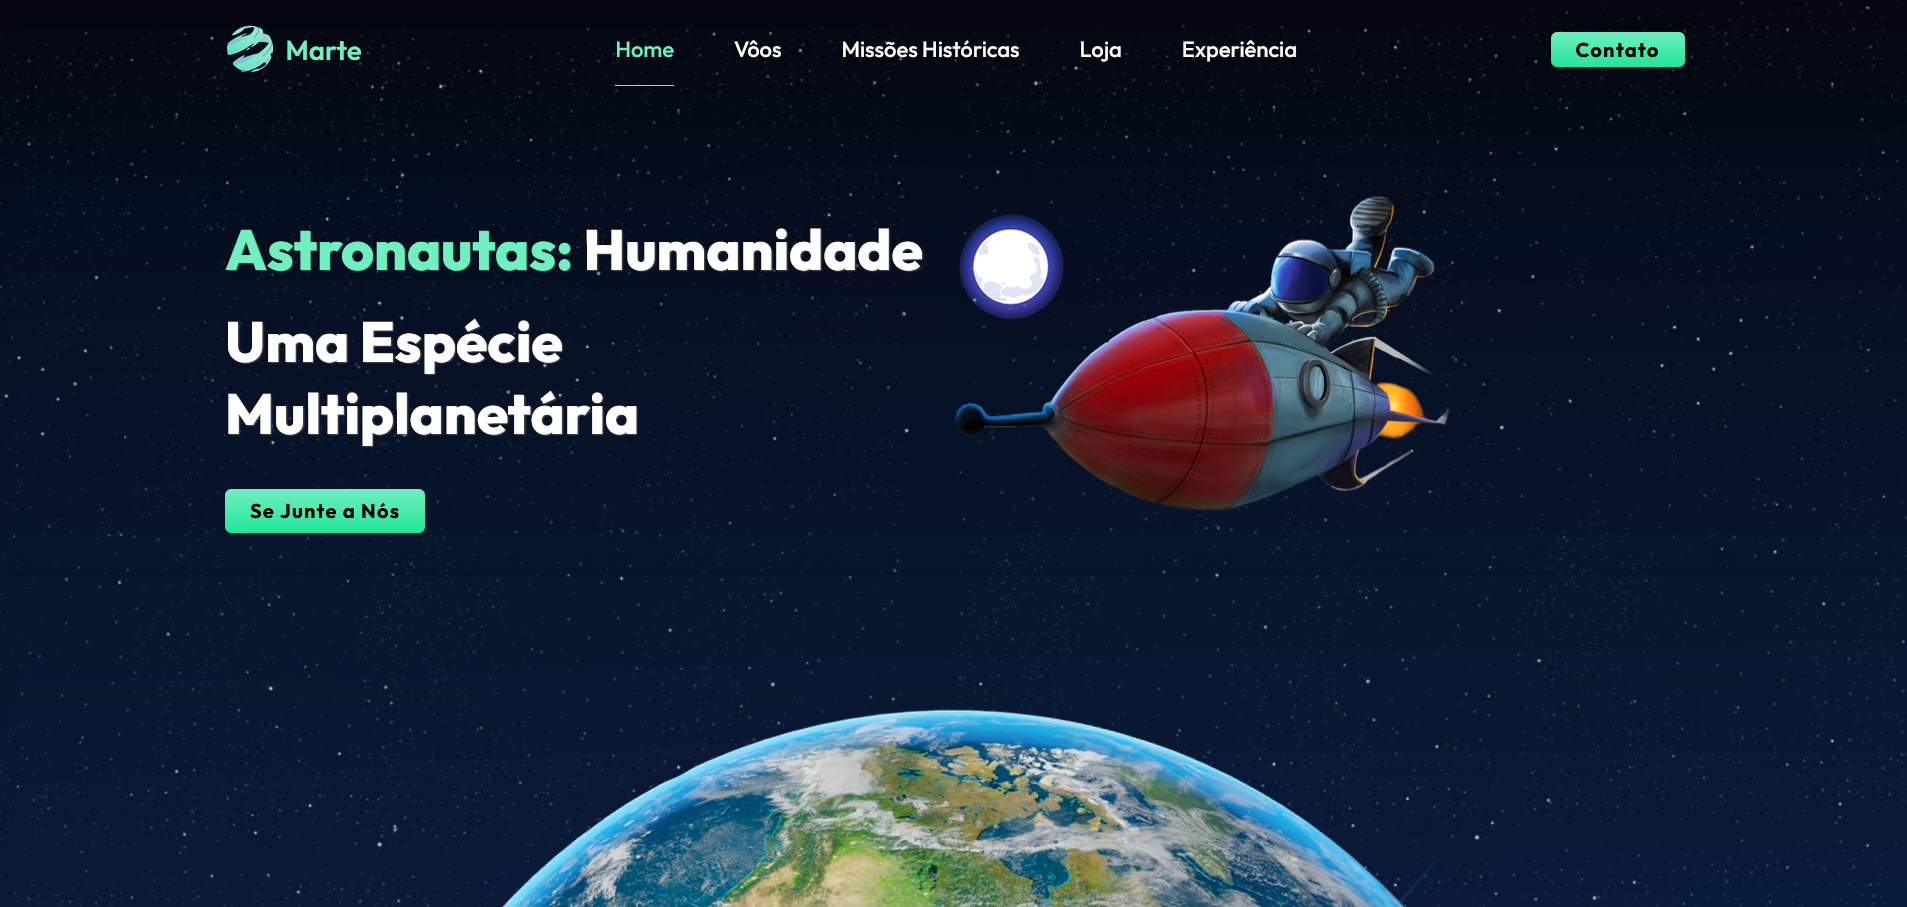 Marte
Home
Vôos
Missões Históricas
Loja
Experiência
Contato
Astronautas: Humanidade
Uma Espécie
Multiplanetária
Se Junte a Nós